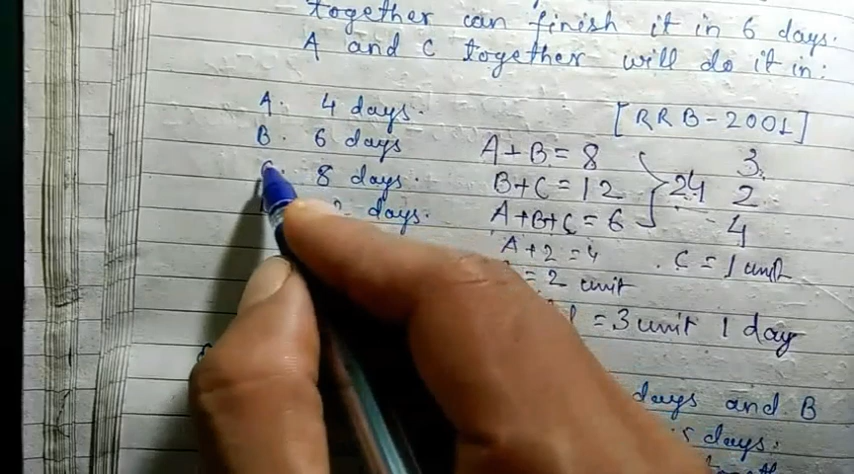 together can finish it in 6 days.
A and C together will do it in:
[RRB-2001]
A. 4 days.
B. 6 days
C. 8 days.
days.
A+B = 8
B+C = 12
A+B+C = 6
24
3
2
4
A+2 = 4
C = 1 unit
= 2 unit
= 3 unit 1 day
days and B
days.